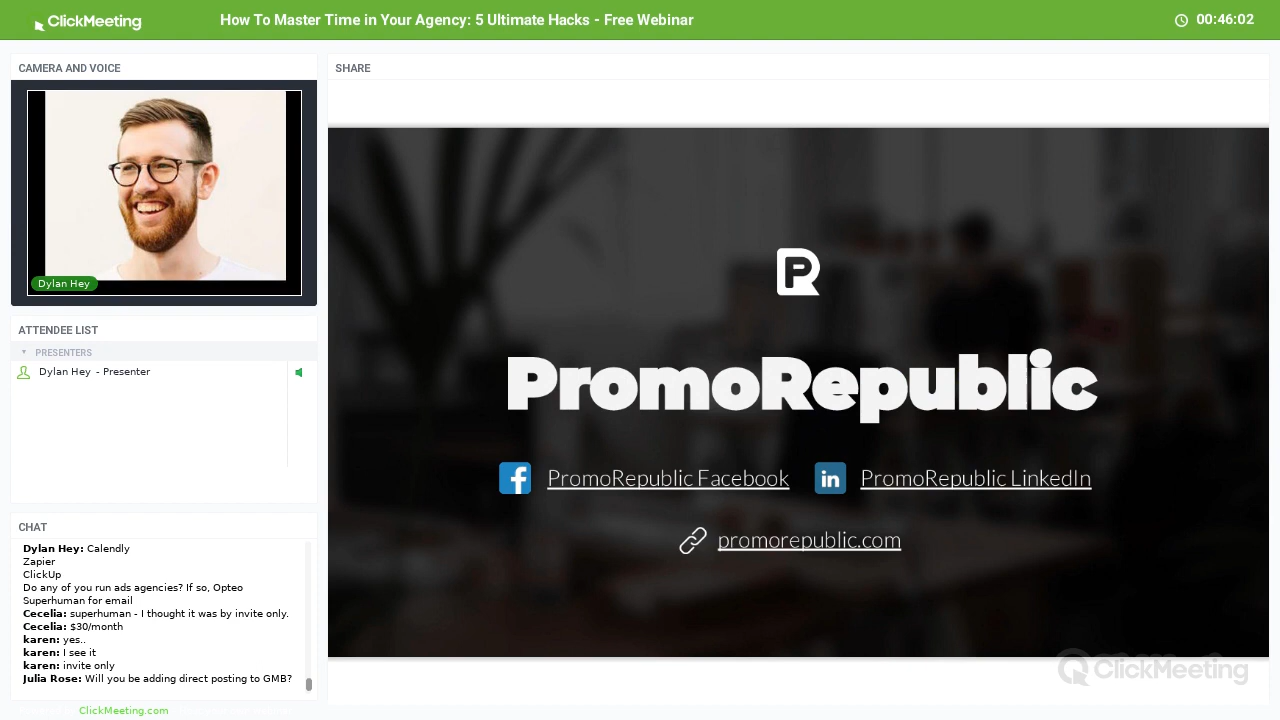 ClickMeeting
How To Master Time in Your Agency: 5 Ultimate Hacks - Free Webinar
00:46:02
CAMERA AND VOICE
Dylan Hey
ATTENDEE LIST
PRESENTERS
Dylan Hey - Presenter
CHAT
Dylan Hey: Calendly
Zapier
ClickUp
Do any of you run ads agencies? If so, Opteo
Superhuman for email
Cecelia: superhuman - I thought it was by invite only.
Cecelia: $30/month
karen: yes..
karen: I see it
karen: invite only
Julia Rose: Will you be adding direct posting to GMB?
ClickMeeting.com
SHARE
PromoRepublic
PromoRepublic Facebook
PromoRepublic LinkedIn
promorepublic.com
ClickMeeting